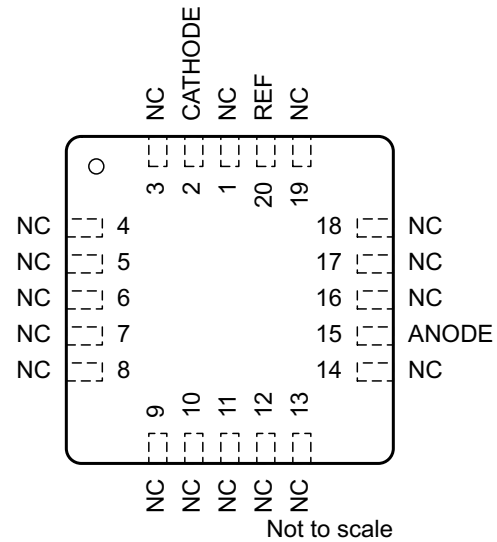 NC CATHODE NC REF NC
3 2 1 20 19
NC 4 18 NC
NC 5 17 NC
NC 6 16 NC
NC 7 15 ANODE
NC 8 14 NC
9 10 11 12 13
NC NC NC NC NC
Not to scale